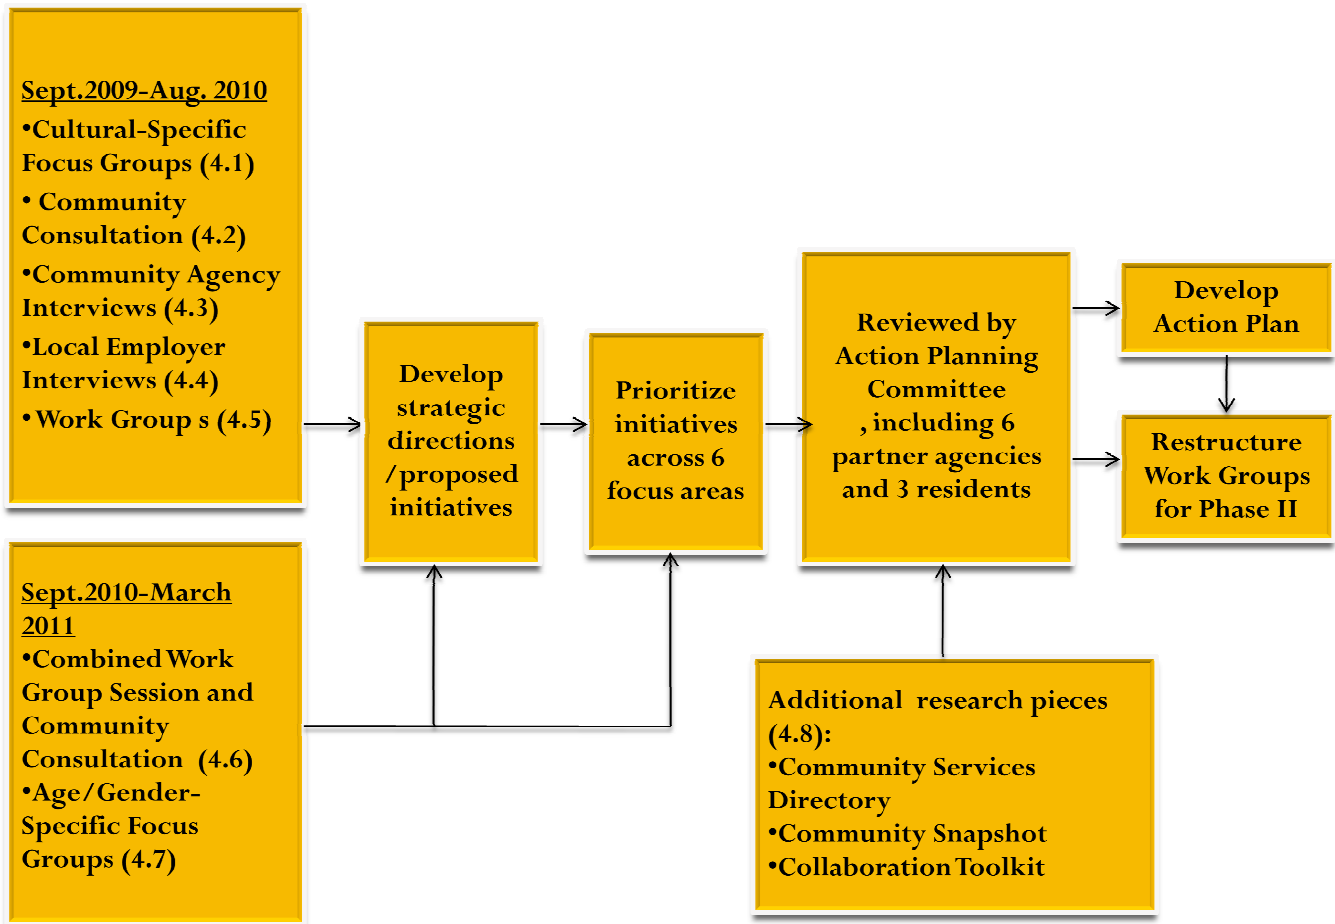 Sept.2009-Aug. 2010
•Cultural-Specific
Focus Groups (4.1)
• Community
Consultation (4.2)
•Community Agency
Interviews (4.3)
•Local Employer
Interviews (4.4)
•Work Group s (4.5)
Sept.2010-March
2011
•Combined Work
Group Session and
Community
Consultation (4.6)
•Age/Gender-
Specific Focus
Groups (4.7)
Develop
strategic
directions
/proposed
initiatives
Prioritize
initiatives
across 6
focus areas
Reviewed by
Action Planning
Committee
, including 6
partner agencies
and 3 residents
Additional research pieces
(4.8):
•Community Services
Directory
•Community Snapshot
•Collaboration Toolkit
Develop
Action Plan
Restructure
Work Groups
for Phase II